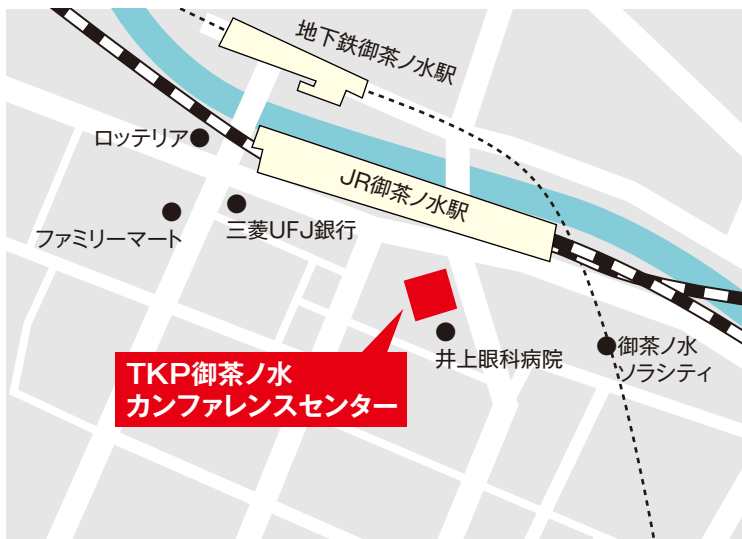 地下鉄御茶ノ水駅
ロッテリア
JR御茶ノ水駅
ファミリーマート
三菱UFJ銀行
井上眼科病院
御茶ノ水
ソラシティ
TKP御茶ノ水
カンファレンスセンター